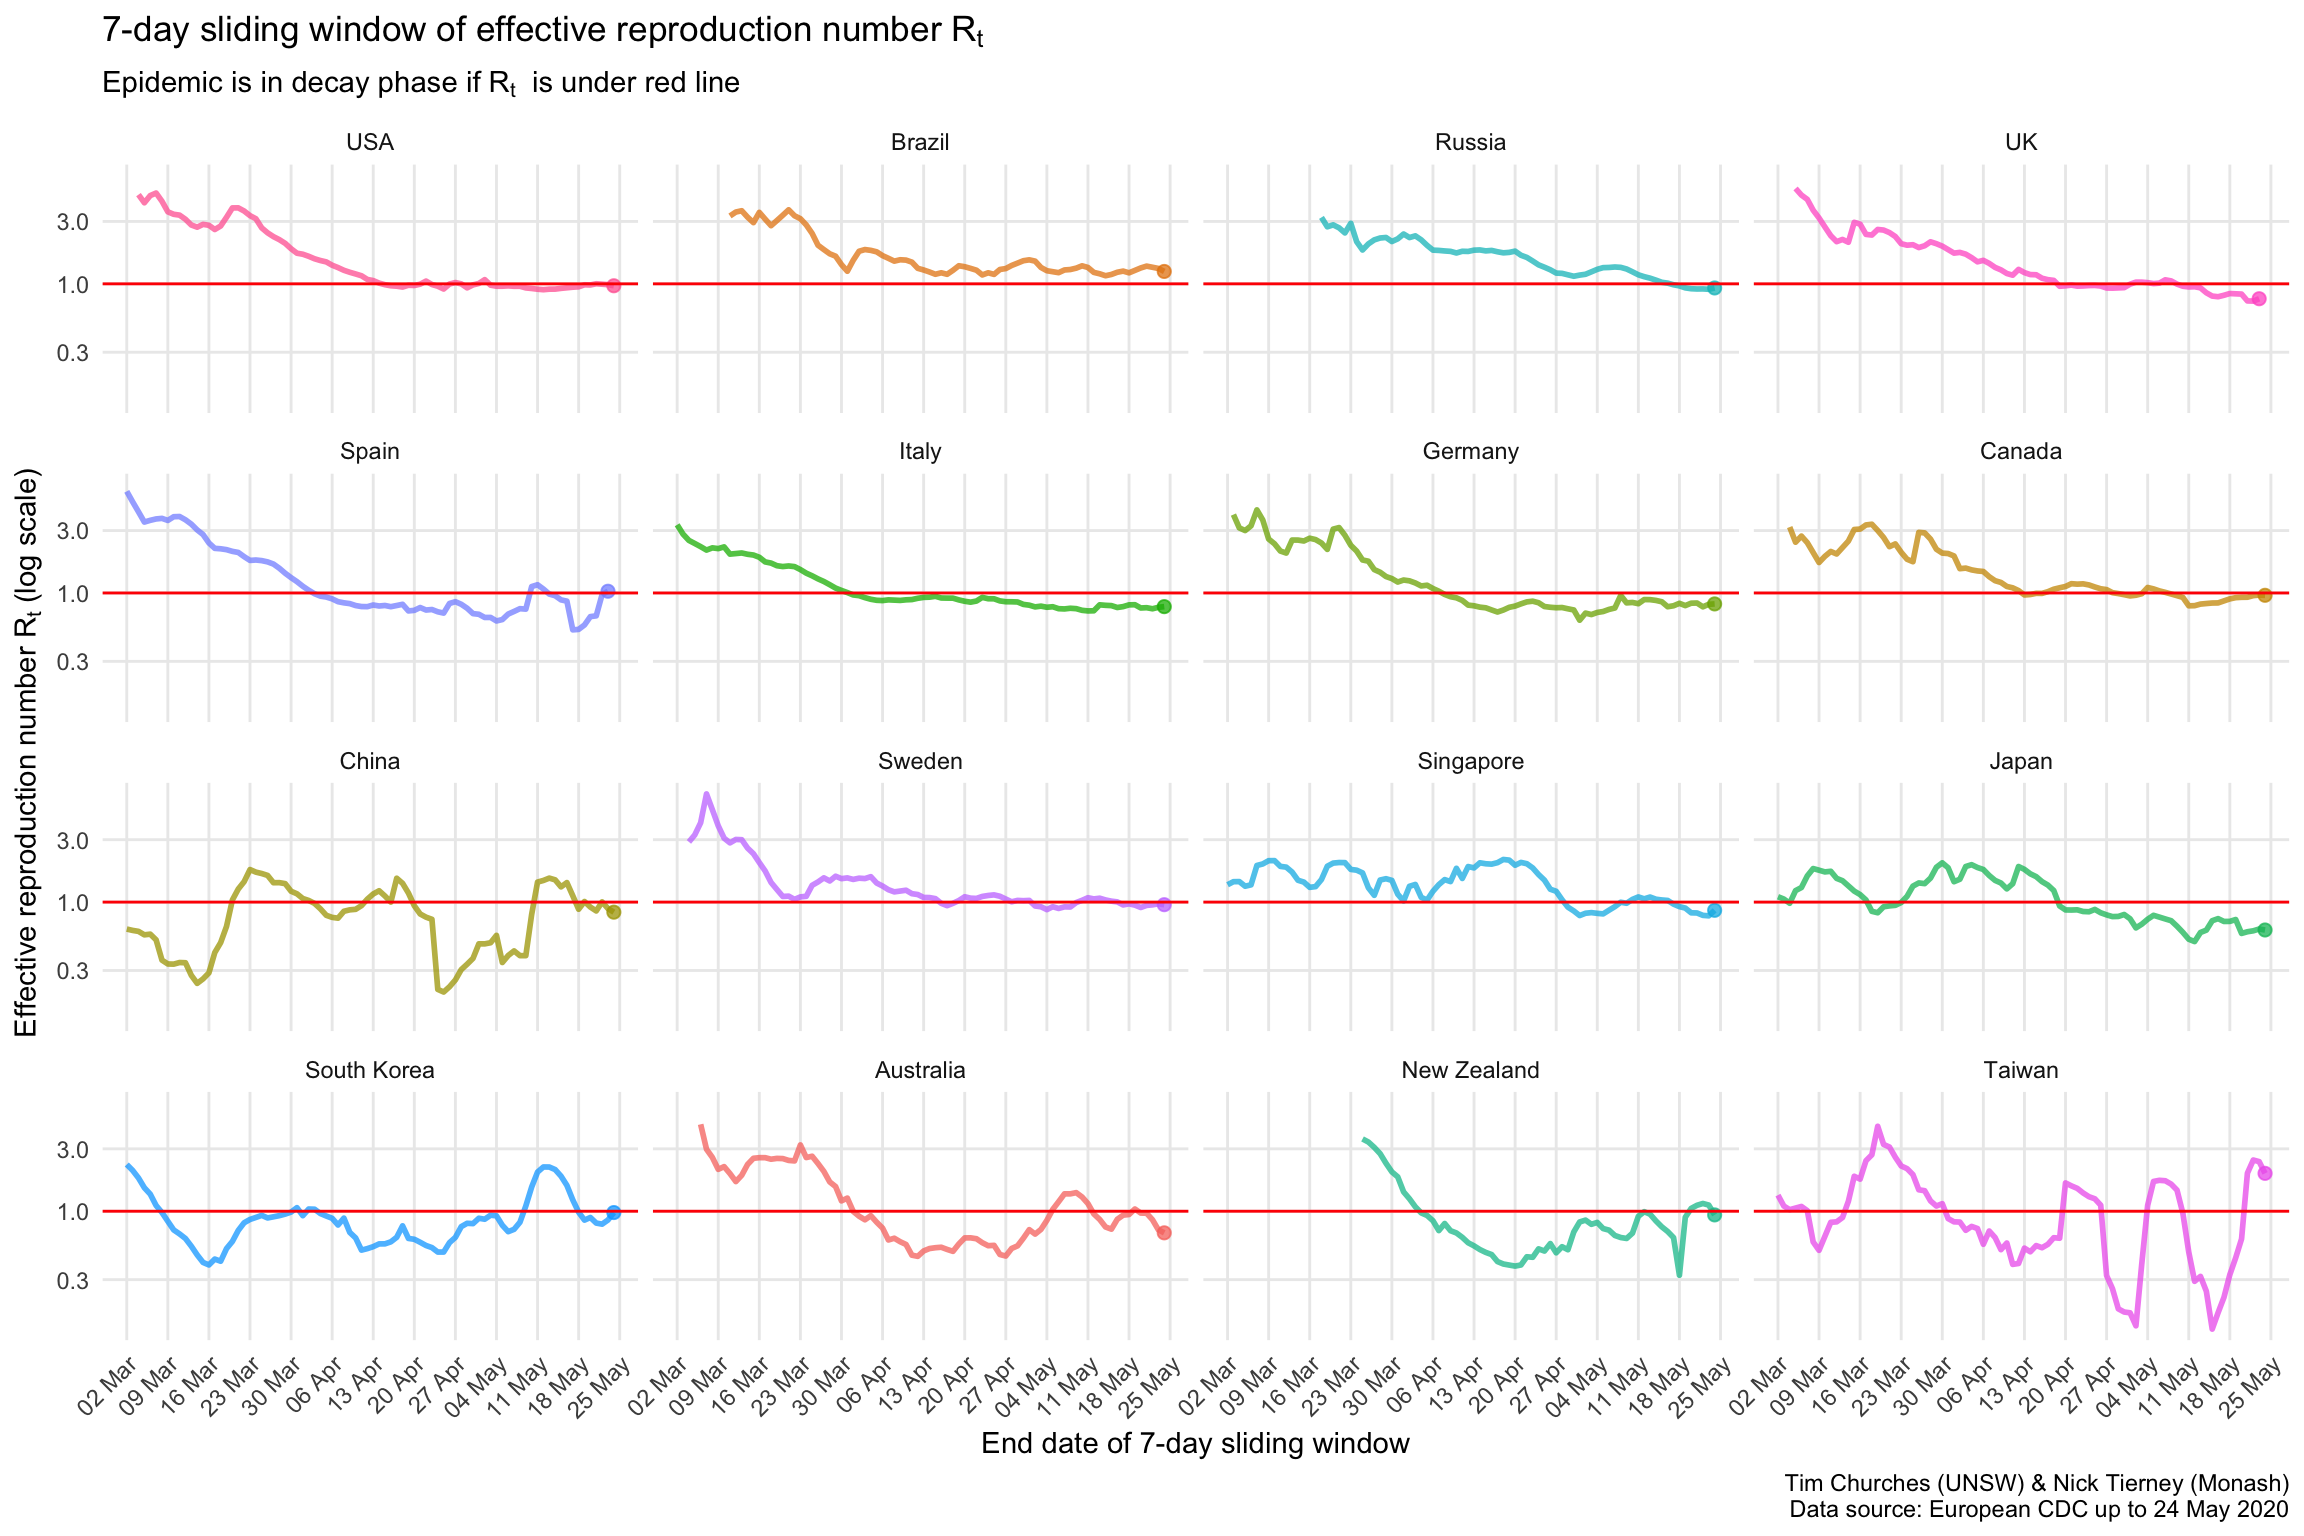 7-day sliding window of effective reproduction number Rt
Epidemic is in decay phase if Rt is under red line
USA
Brazil
Russia
UK
3.0
1.0
0.3
Spain
Italy
Germany
Canada
3.0
1.0
0.3
Effective reproduction number Rt (log scale)
China
Sweden
Singapore
Japan
3.0
1.0
0.3
South Korea
Australia
New Zealand
Taiwan
3.0
1.0
0.3
02 Mar
09 Mar
16 Mar
23 Mar
30 Mar
06 Apr
13 Apr
20 Apr
27 Apr
04 May
11 May
18 May
25 May
02 Mar
09 Mar
16 Mar
23 Mar
30 Mar
06 Apr
13 Apr
20 Apr
27 Apr
04 May
11 May
18 May
25 May
02 Mar
09 Mar
16 Mar
23 Mar
30 Mar
06 Apr
13 Apr
20 Apr
27 Apr
04 May
11 May
18 May
25 May
02 Mar
09 Mar
16 Mar
23 Mar
30 Mar
06 Apr
13 Apr
20 Apr
27 Apr
04 May
11 May
18 May
25 May
End date of 7-day sliding window
Tim Churches (UNSW) & Nick Tierney (Monash)
Data source: European CDC up to 24 May 2020